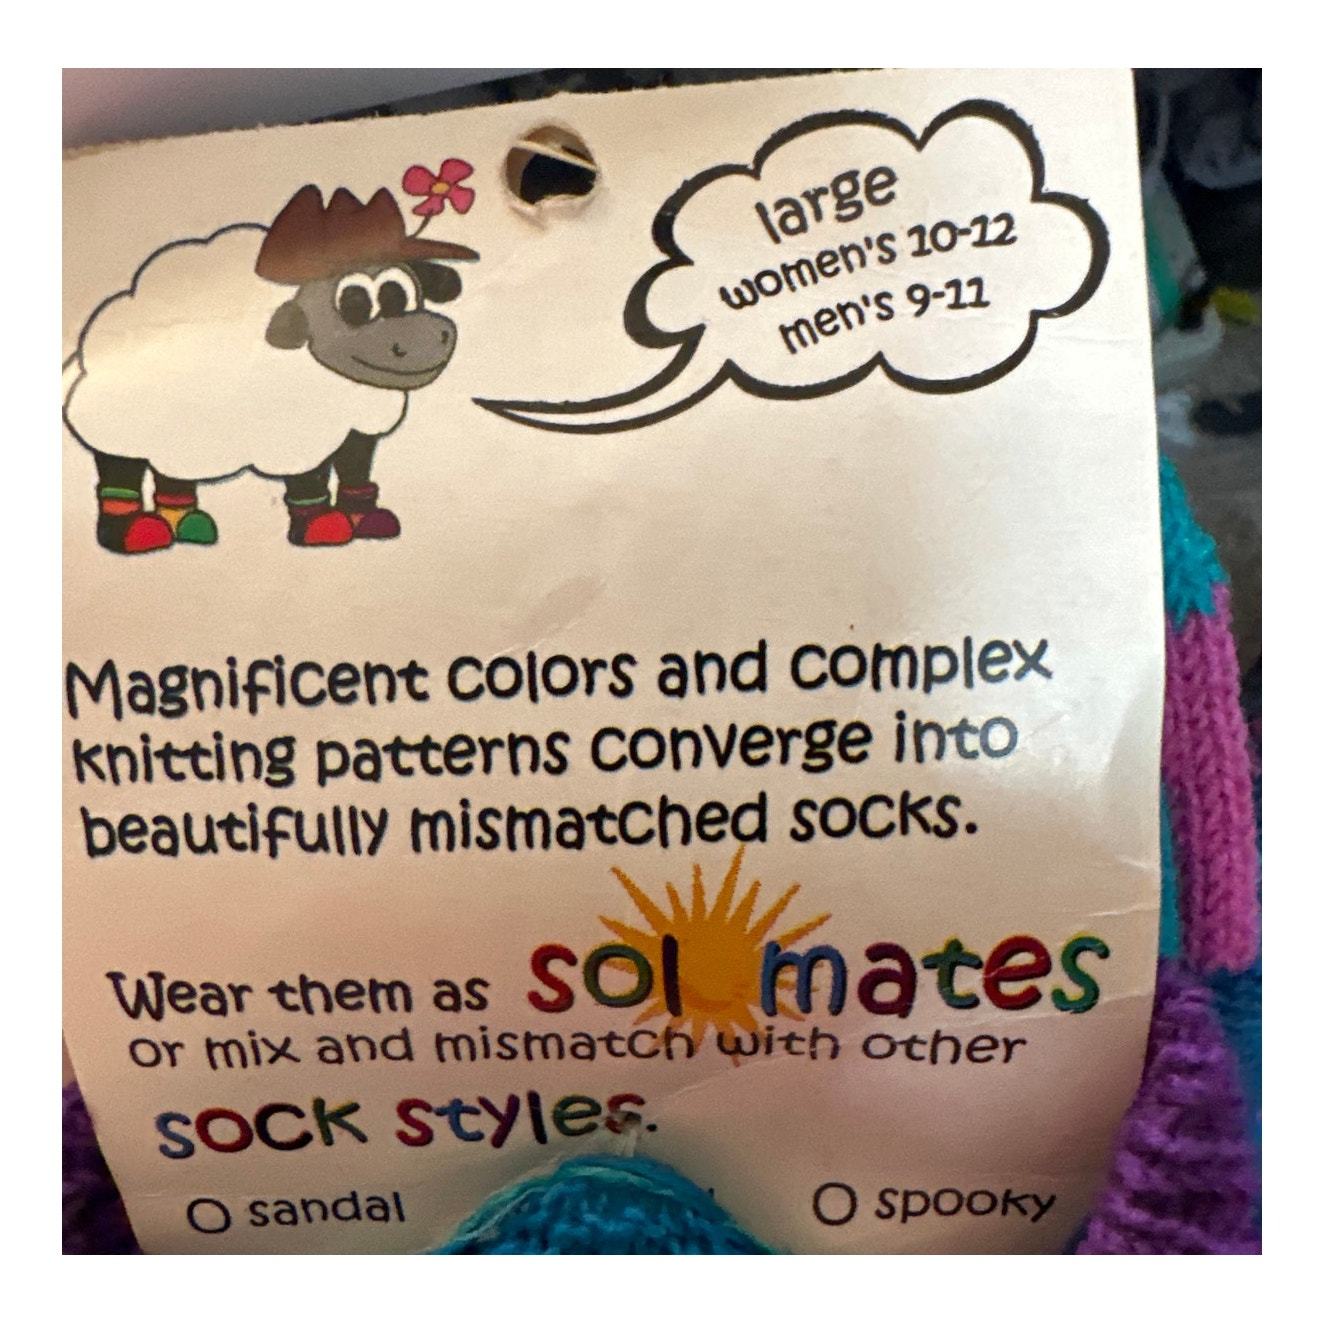 large
women's 10-12
men's 9-11
Magnificent colors and complex
knitting patterns converge into
beautifully mismatched socks.
Wear them as sol mates
or mix and mismatch with other
sock styles.
sandal
spooky